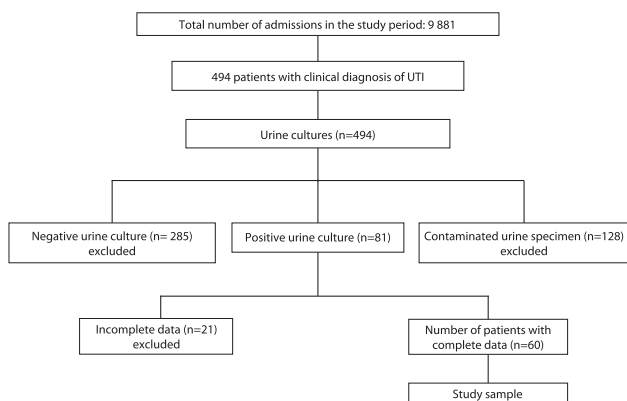 Total number of admissions in the study period: 9 881
494 patients with clinical diagnosis of UTI
Urine cultures (n=494)
Negative urine culture (n= 285)
excluded
Positive urine culture (n=81)
Contaminated urine specimen (n=128)
excluded
Incomplete data (n=21)
excluded
Number of patients with
complete data (n=60)
Study sample